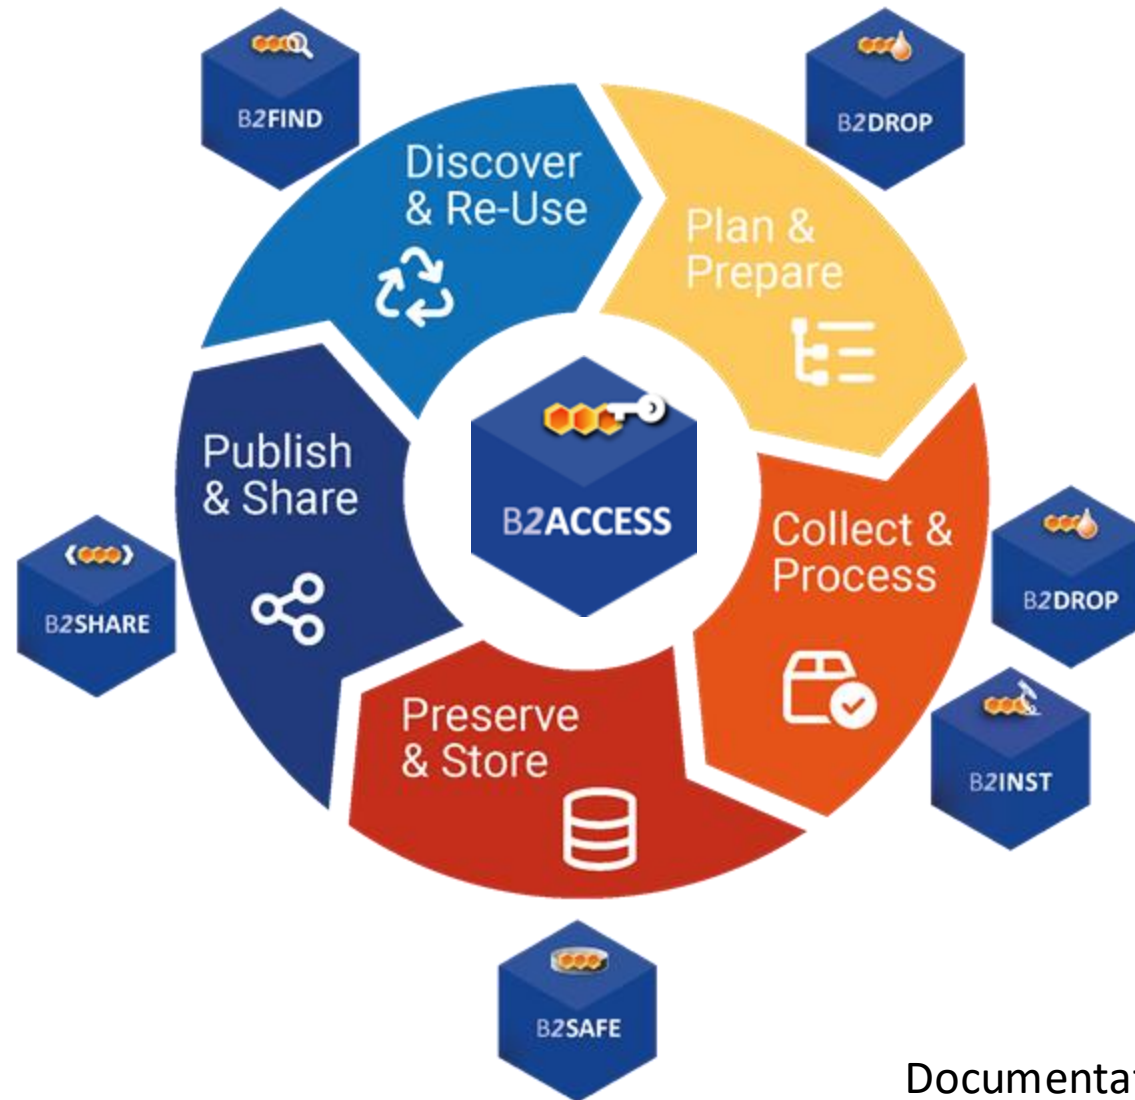 B2FIND
B2DROP
Discover
& Re-Use
Plan &
Prepare
Publish
& Share
B2ACCESS
Collect &
Process
B2DROP
B2SHARE
B2INST
Preserve
& Store
B2SAFE